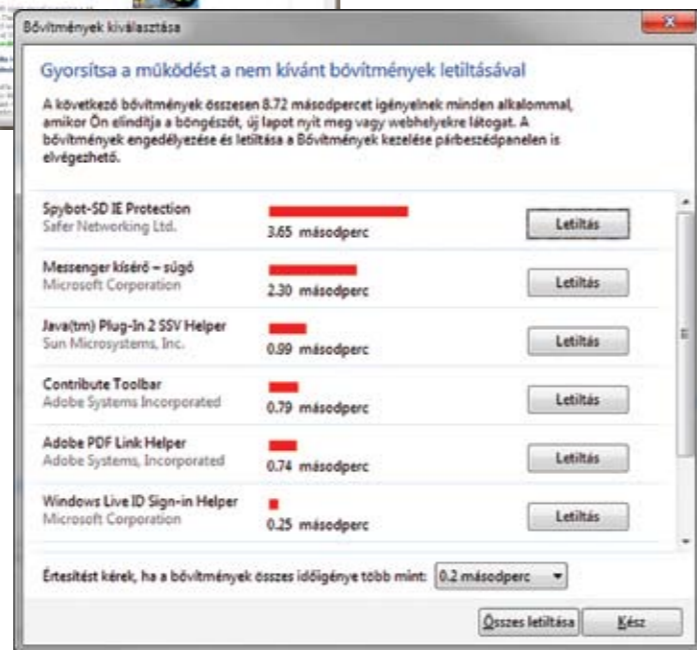 Bővítmények kiválasztása
Gyorsítsa a működést a nem kívánt bővítmények letiltásával
A következő bővítmények összesen 8.72 másodpercet igényelnek minden alkalommal,
amikor Ön elindítja a böngészőt, új lapot nyit meg vagy webhelyekre látogat. A
bővítmények engedélyezése és letiltása a Bővítmények kezelése párbeszédpanelen is
elvégezhető.
Spybot-SD IE Protection
Safer Networking Ltd.
3.65 másodperc
Letiltás
Messenger kísérő – súgó
Microsoft Corporation
2.30 másodperc
Letiltás
Java(tm) Plug-In 2 SSV Helper
Sun Microsystems, Inc.
0.99 másodperc
Letiltás
Contribute Toolbar
Adobe Systems Incorporated
0.79 másodperc
Letiltás
Adobe PDF Link Helper
Adobe Systems, Incorporated
0.74 másodperc
Letiltás
Windows Live ID Sign-in Helper
Microsoft Corporation
0.25 másodperc
Letiltás
Értesítést kérek, ha a bővítmények összes időigénye több mint: 0.2 másodperc
Összes letiltása Kész